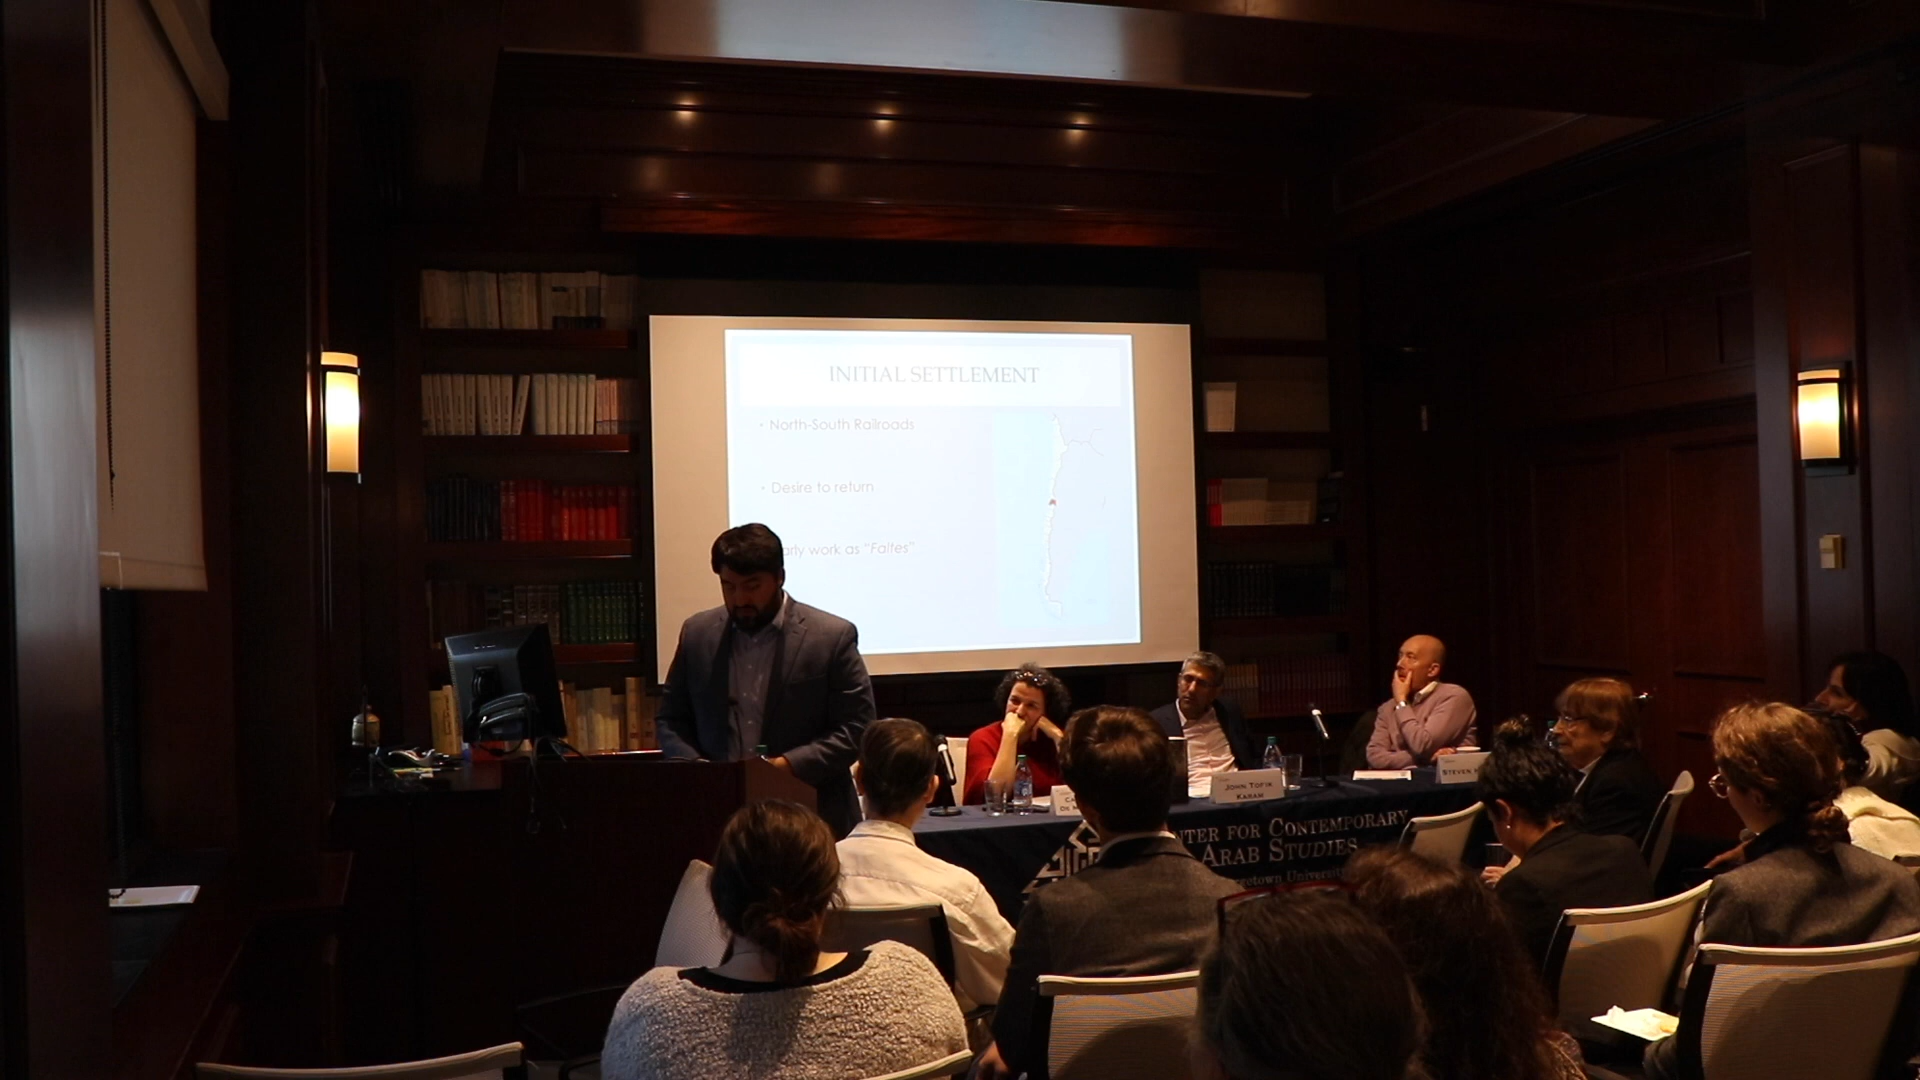 INITIAL SETTLEMENT
• North-South Railroads
• Desire to return
arly work as "Faltes"
JOHN TOFIK
KARAM
STEVEN
NTER FOR CONTEMPORARY
ARAB STUDIES
rgetown University